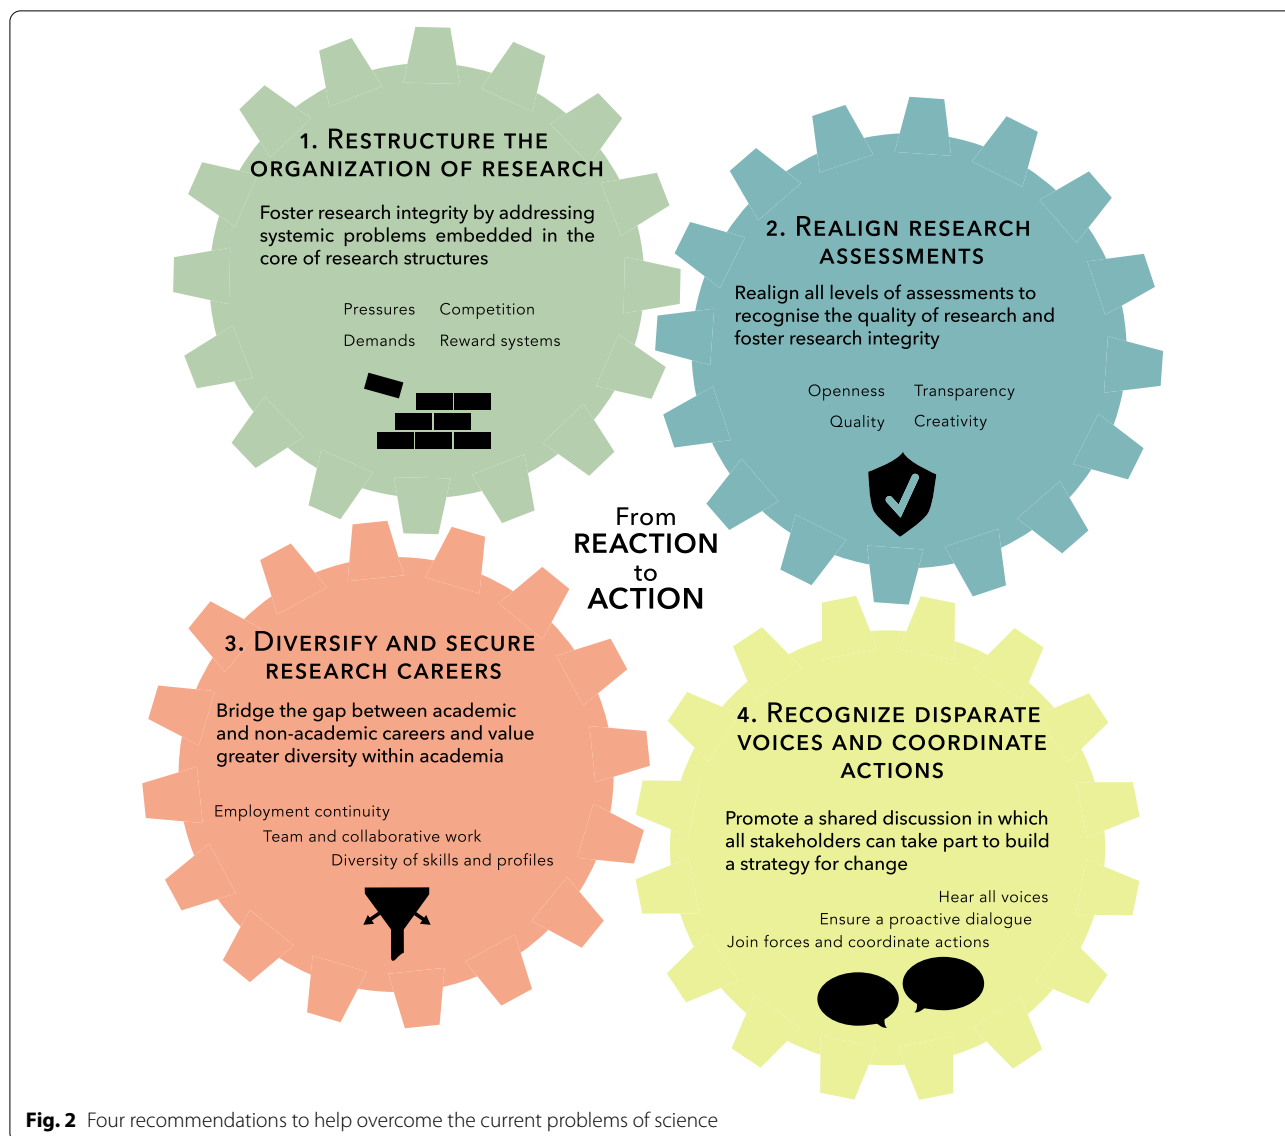 1. Restructure the
organization of research
Foster research integrity by addressing
systemic problems embedded in the
core of research structures
Pressures Competition
Demands Reward systems
2. Realign research
assessments
Realign all levels of assessments to
recognise the quality of research and
foster research integrity
Openness Transparency
Quality Creativity
From
REACTION
to
ACTION
3. Diversify and secure
research careers
Bridge the gap between academic
and non-academic careers and value
greater diversity within academia
Employment continuity
Team and collaborative work
Diversity of skills and profiles
4. Recognize disparate
voices and coordinate
actions
Promote a shared discussion in which
all stakeholders can take part to build
a strategy for change
Hear all voices
Ensure a proactive dialogue
Join forces and coordinate actions
Fig. 2 Four recommendations to help overcome the current problems of science